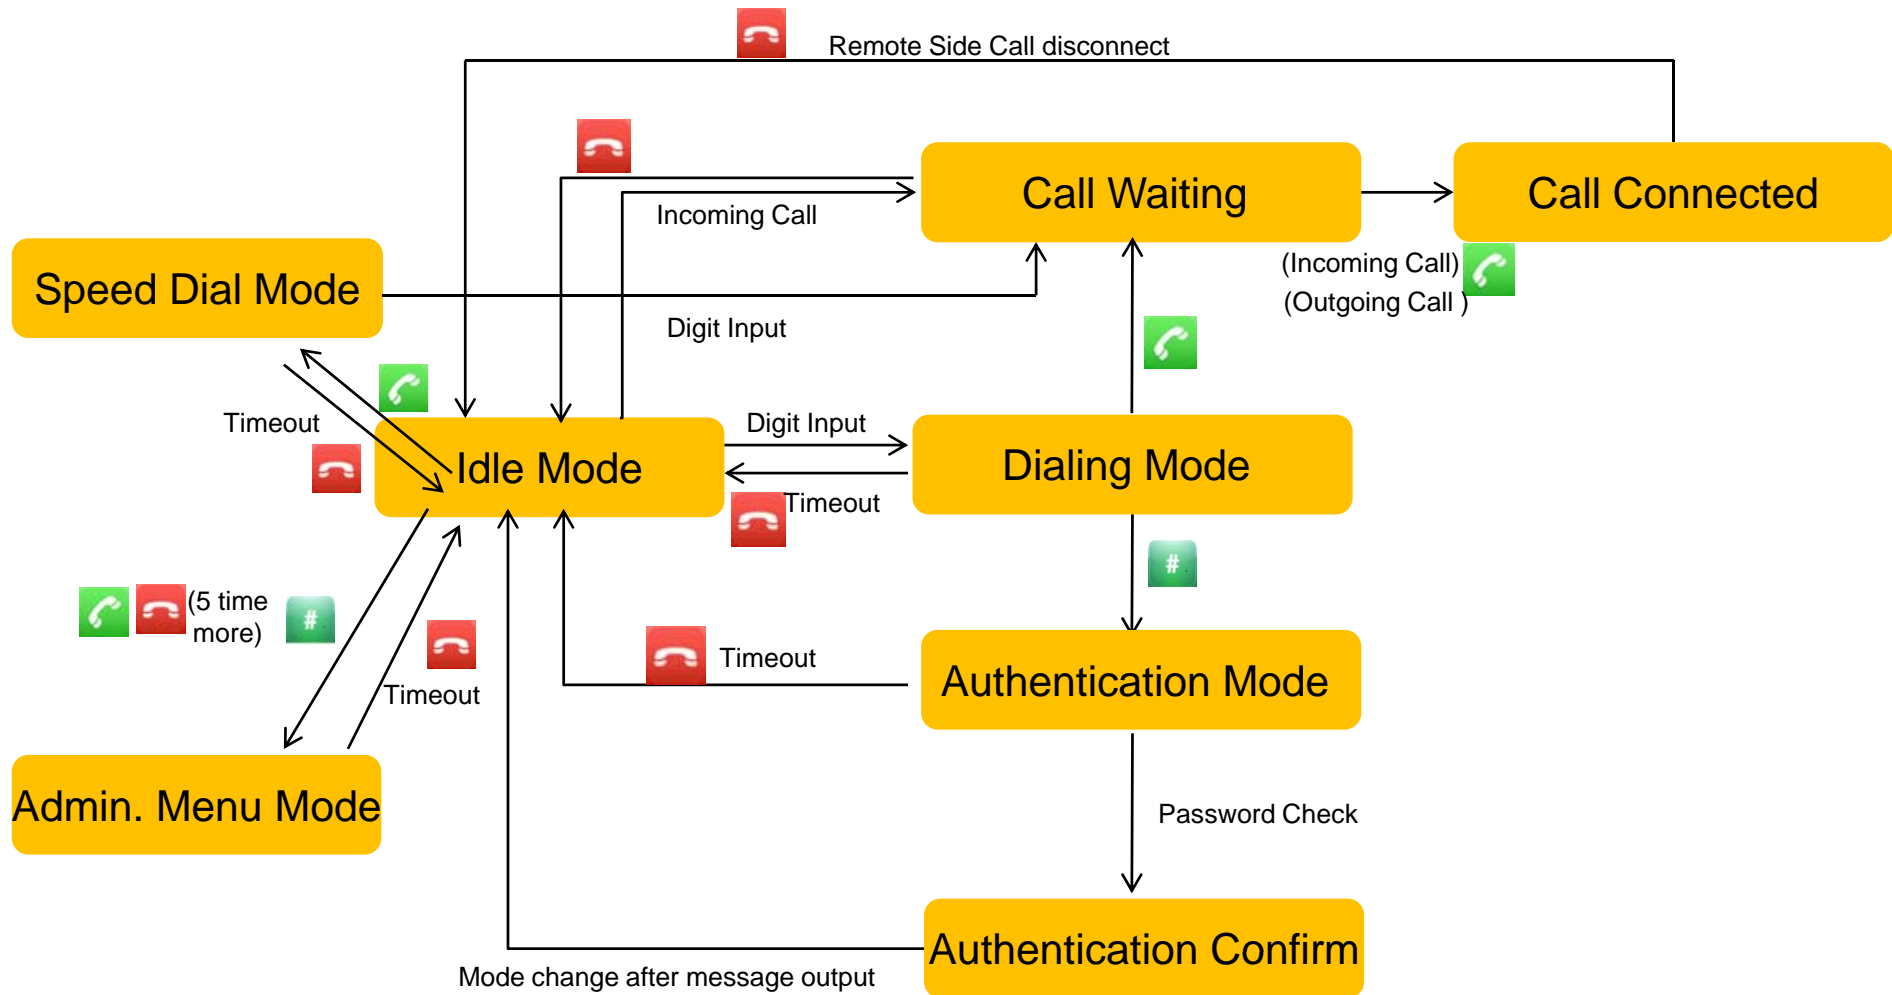 Remote Side Call disconnect
Call Waiting
Call Connected
Incoming Call
Speed Dial Mode
(Incoming Call)
(Outgoing Call )
Digit Input
Timeout
Digit Input
Idle Mode
Dialing Mode
Timeout
#
(5 time
more)
#
Timeout
Timeout
Authentication Mode
Admin. Menu Mode
Password Check
Authentication Confirm
Mode change after message output